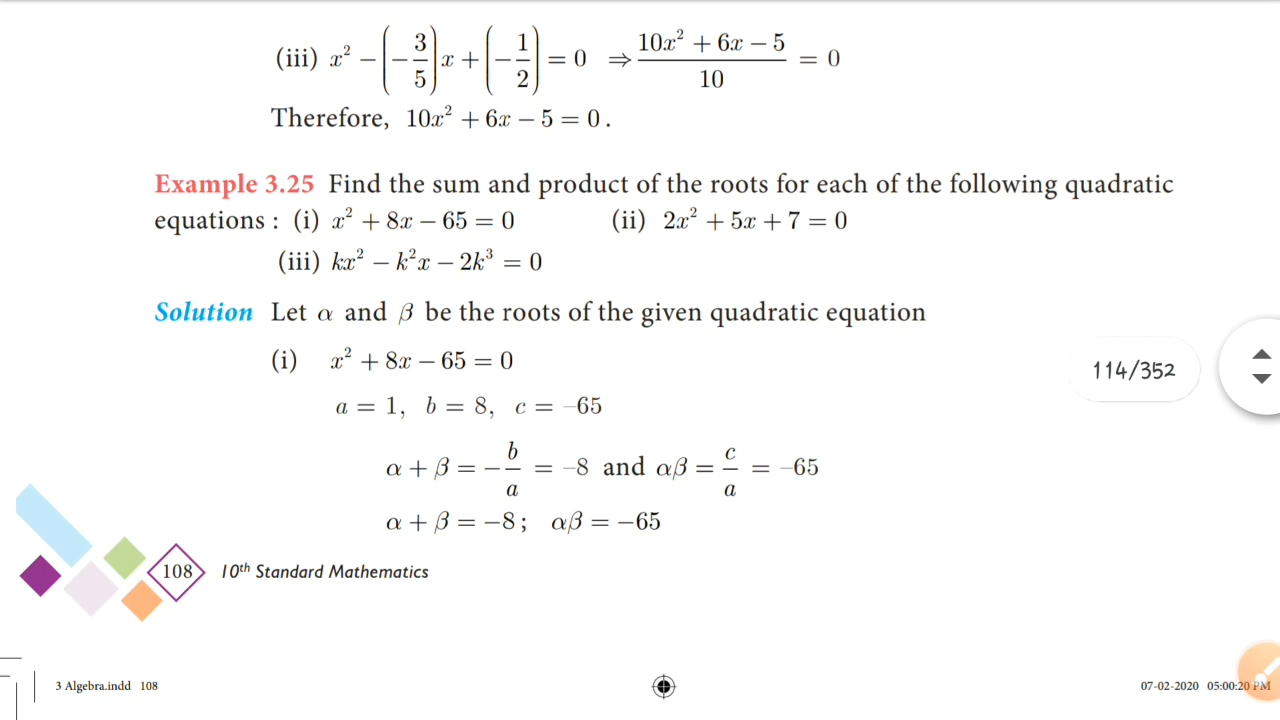 (iii) x² − (−3/5)x + (−1/2) = 0 ⇒ (10x² + 6x − 5)/10 = 0
Therefore, 10x² + 6x − 5 = 0.
Example 3.25 Find the sum and product of the roots for each of the following quadratic
equations : (i) x² + 8x − 65 = 0 (ii) 2x² + 5x + 7 = 0
(iii) kx² − k²x − 2k³ = 0
Solution Let α and β be the roots of the given quadratic equation
(i) x² + 8x − 65 = 0
114/352
a = 1, b = 8, c = –65
α + β = −b/a = –8 and αβ = c/a = –65
α + β = −8; αβ = −65
108 10th Standard Mathematics
3 Algebra.indd 108
07-02-2020 05:00:20 PM